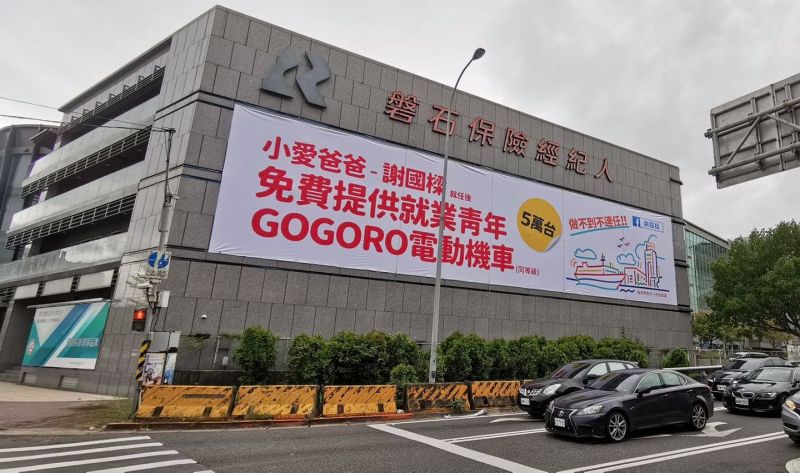 磐石保險經紀人
小愛爸爸-謝國樑 就任後
免費提供就業青年
GOGORO電動機車(同等級)
5萬台
做不到不連任!!
f 謝國樑